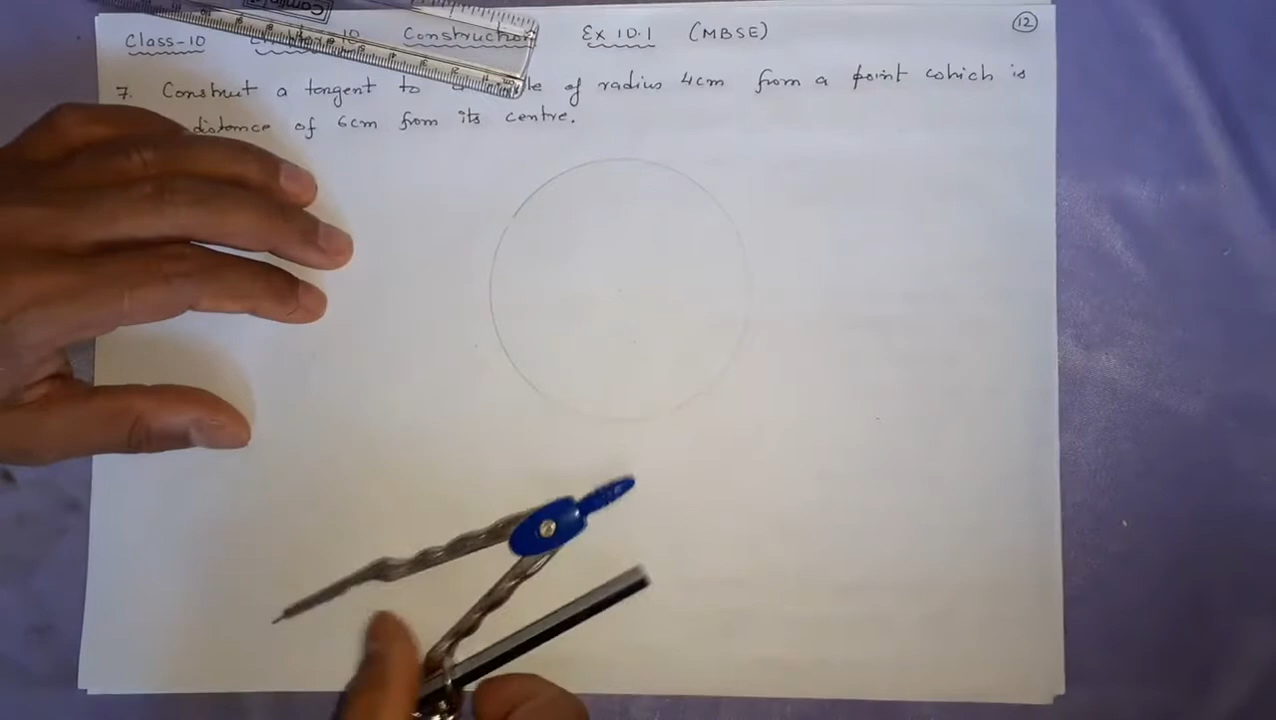 12
Class-10 Construction Ex 10.1 (MBSE)
7. Construct a tangent to of radius 4cm from a point which is
distance of 6cm from its centre.